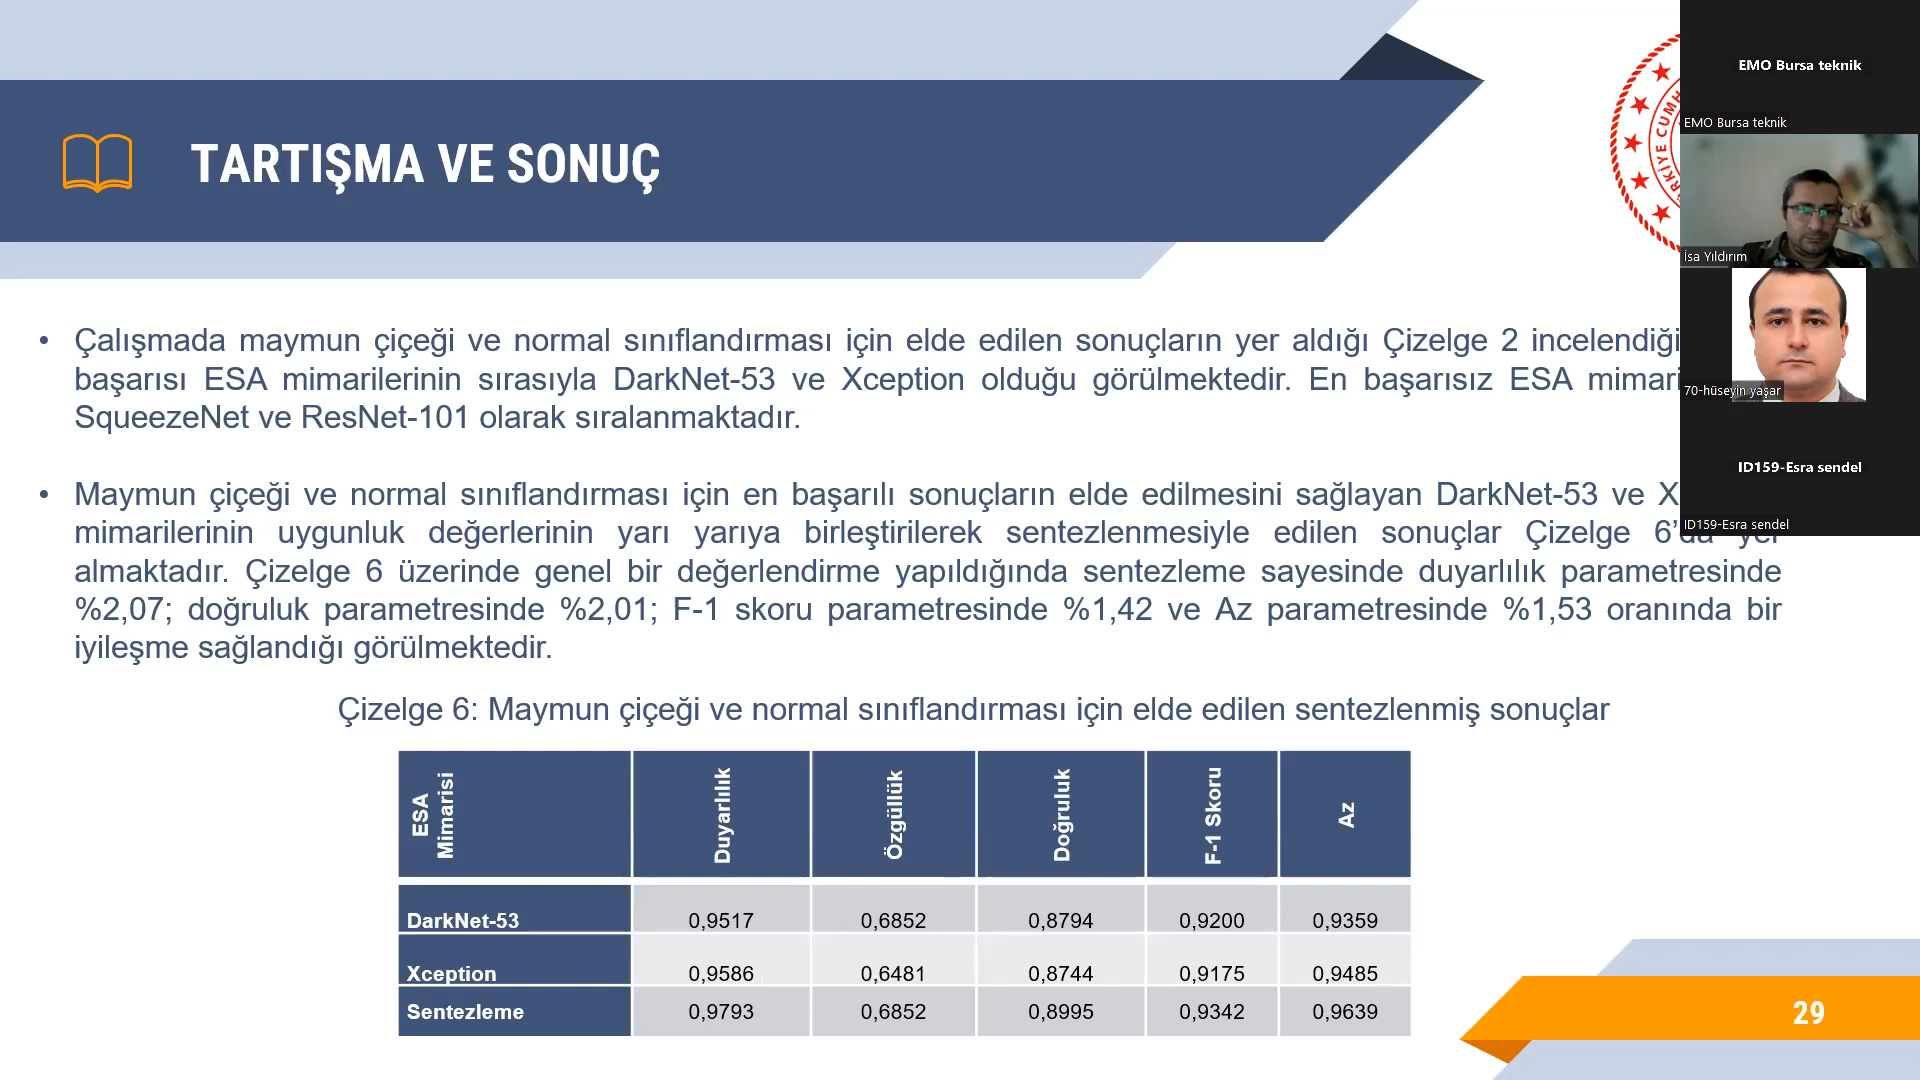 TARTIŞMA VE SONUÇ
EMO Bursa teknik
EMO Bursa teknik
İsa Yıldırım
70-hüseyin yaşar
ID159-Esra sendel
ID159-Esra sendel
• Çalışmada maymun çiçeği ve normal sınıflandırması için elde edilen sonuçların yer aldığı Çizelge 2
başarısı ESA mimarilerinin sırasıyla DarkNet-53 ve Xception olduğu görülmektedir. En başarısız ESA
SqueezeNet ve ResNet-101 olarak sıralanmaktadır.
• Maymun çiçeği ve normal sınıflandırması için en başarılı sonuçların elde edilmesini sağlayan DarkNet-53 ve
mimarilerinin uygunluk değerlerinin yarı yarıya birleştirilerek sentezlenmesiyle edilen sonuçlar Çizelge 6’da yer
almaktadır. Çizelge 6 üzerinde genel bir değerlendirme yapıldığında sentezleme sayesinde duyarlılık parametresinde
%2,07; doğruluk parametresinde %2,01; F-1 skoru parametresinde %1,42 ve Az parametresinde %1,53 oranında bir
iyileşme sağlandığı görülmektedir.
Çizelge 6: Maymun çiçeği ve normal sınıflandırması için elde edilen sentezlenmiş sonuçlar
ESA Mimarisi Duyarlılık Özgüllük Doğruluk F-1 Skoru Az
DarkNet-53 0,9517 0,6852 0,8794 0,9200 0,9359
Xception 0,9586 0,6481 0,8744 0,9175 0,9485
Sentezleme 0,9793 0,6852 0,8995 0,9342 0,9639
29